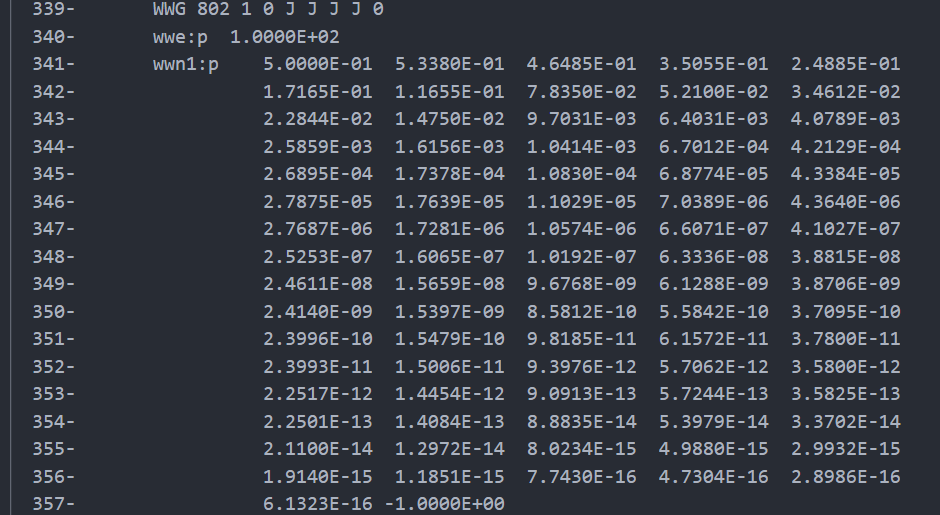 339- WWG 802 1 0 J J J J 0
340- wwe:p 1.0000E+02
341- wwn1:p 5.0000E-01 5.3380E-01 4.6485E-01 3.5055E-01 2.4885E-01
342- 1.7165E-01 1.1655E-01 7.8350E-02 5.2100E-02 3.4612E-02
343- 2.2844E-02 1.4750E-02 9.7031E-03 6.4031E-03 4.0789E-03
344- 2.5859E-03 1.6156E-03 1.0414E-03 6.7012E-04 4.2129E-04
345- 2.6895E-04 1.7378E-04 1.0830E-04 6.8774E-05 4.3384E-05
346- 2.7875E-05 1.7639E-05 1.1029E-05 7.0389E-06 4.3640E-06
347- 2.7687E-06 1.7281E-06 1.0574E-06 6.6071E-07 4.1027E-07
348- 2.5253E-07 1.6065E-07 1.0192E-07 6.3336E-08 3.8815E-08
349- 2.4611E-08 1.5659E-08 9.6768E-09 6.1288E-09 3.8706E-09
350- 2.4140E-09 1.5397E-09 8.5812E-10 5.5842E-10 3.7095E-10
351- 2.3996E-10 1.5479E-10 9.8185E-11 6.1572E-11 3.7800E-11
352- 2.3993E-11 1.5006E-11 9.3976E-12 5.7062E-12 3.5800E-12
353- 2.2517E-12 1.4454E-12 9.0913E-13 5.7244E-13 3.5825E-13
354- 2.2501E-13 1.4084E-13 8.8835E-14 5.3979E-14 3.3702E-14
355- 2.1100E-14 1.2972E-14 8.0234E-15 4.9880E-15 2.9932E-15
356- 1.9140E-15 1.1851E-15 7.7430E-16 4.7304E-16 2.8986E-16
357- 6.1323E-16 -1.0000E+00